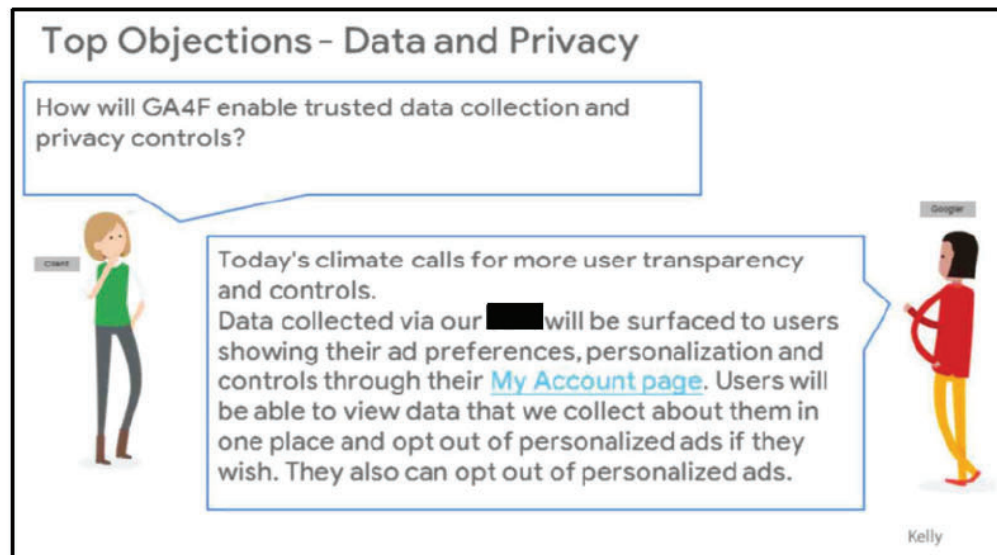 Top Objections - Data and Privacy
How will GA4F enable trusted data collection and
privacy controls?
Client
Googler
Today's climate calls for more user transparency
and controls.
Data collected via our will be surfaced to users
showing their ad preferences, personalization and
controls through their My Account page. Users will
be able to view data that we collect about them in
one place and opt out of personalized ads if they
wish. They also can opt out of personalized ads.
Kelly